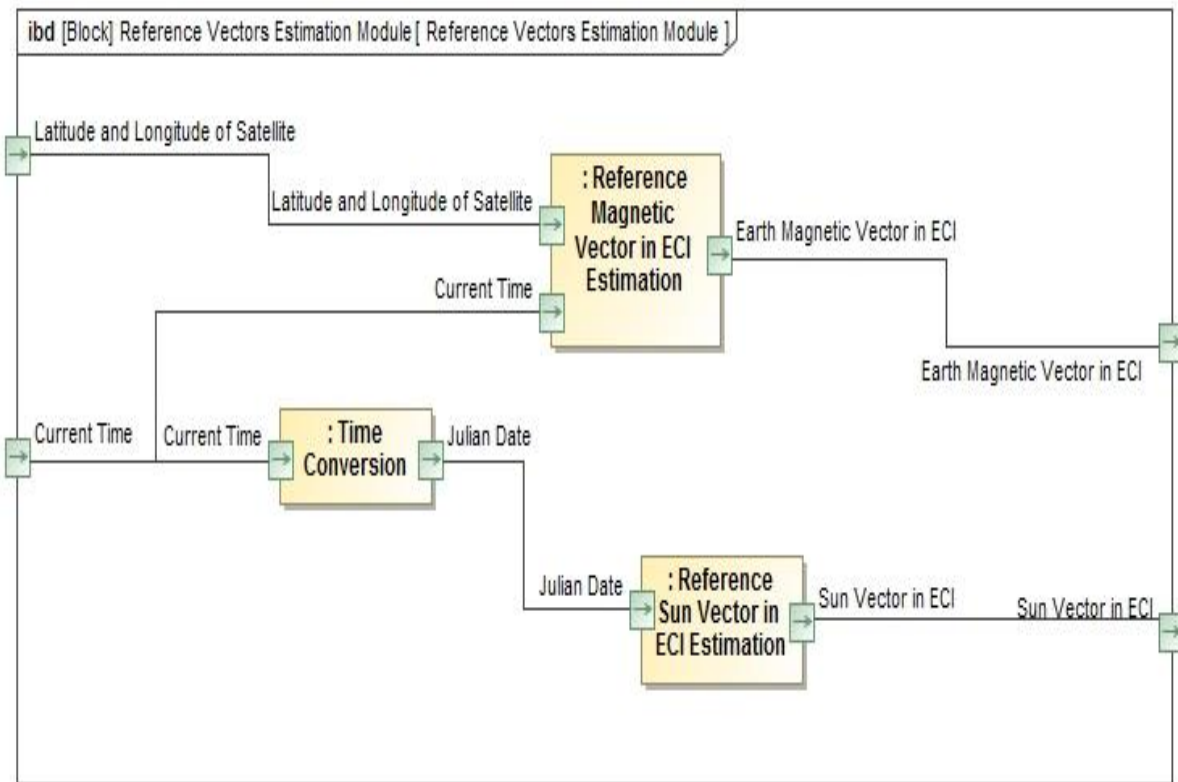 ibd [Block] Reference Vectors Estimation Module [ Reference Vectors Estimation Module ]
Latitude and Longitude of Satellite
Latitude and Longitude of Satellite
Current Time
: Reference
Magnetic
Vector in ECI
Estimation
Earth Magnetic Vector in ECI
Earth Magnetic Vector in ECI
Current Time
Current Time
: Time
Conversion
Julian Date
Julian Date
: Reference
Sun Vector in
ECI Estimation
Sun Vector in ECI
Sun Vector in ECI